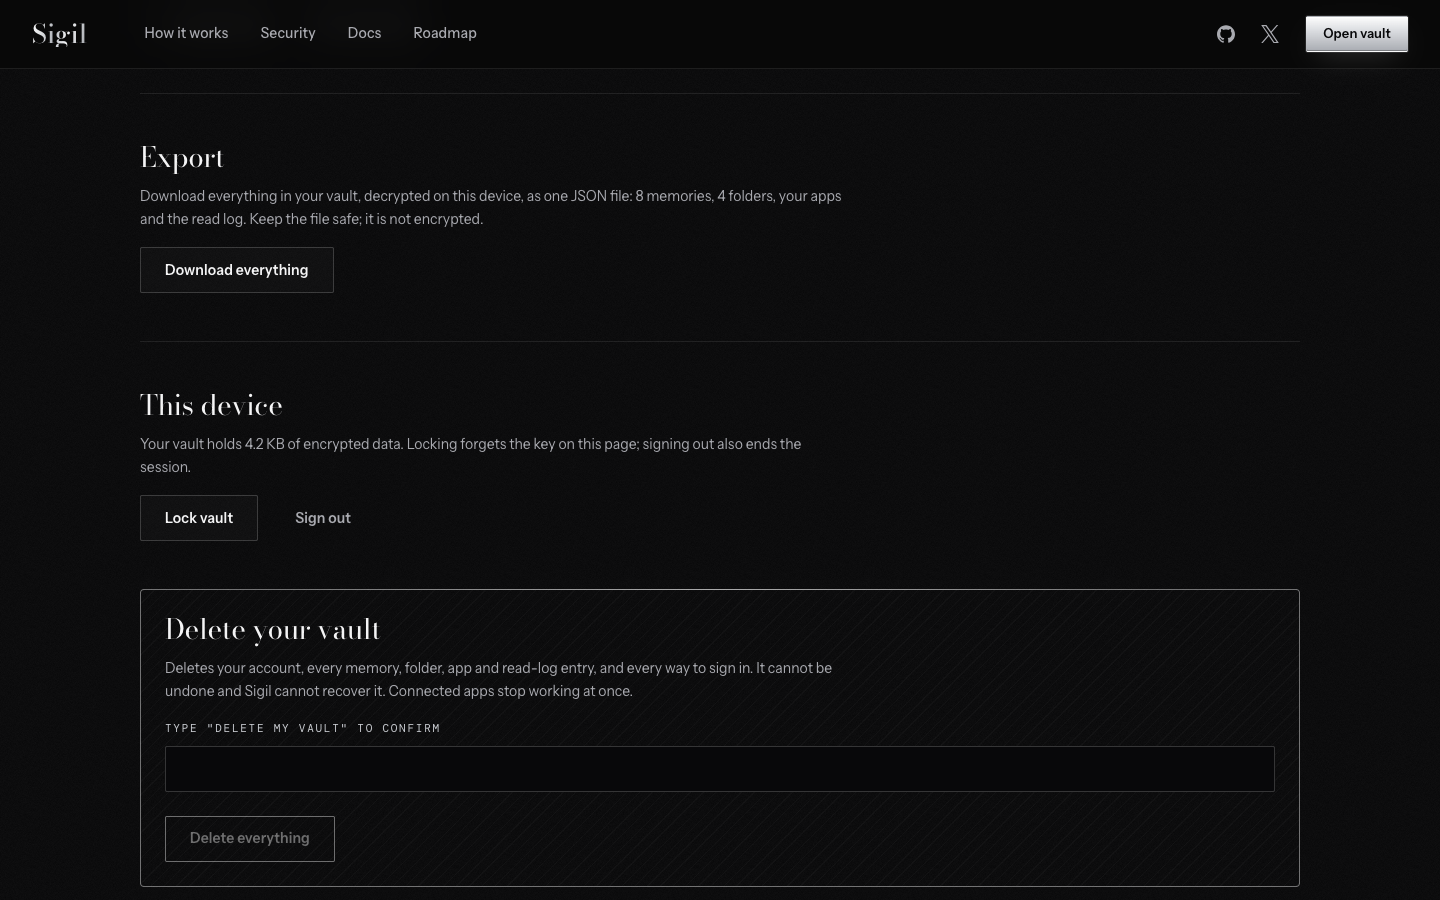 Sigil
How it works
Security
Docs
Roadmap
Open vault
Export
Download everything in your vault, decrypted on this device, as one JSON file: 8 memories, 4 folders, your apps
and the read log. Keep the file safe; it is not encrypted.
Download everything
This device
Your vault holds 4.2 KB of encrypted data. Locking forgets the key on this page; signing out also ends the
session.
Lock vault
Sign out
Delete your vault
Deletes your account, every memory, folder, app and read-log entry, and every way to sign in. It cannot be
undone and Sigil cannot recover it. Connected apps stop working at once.
TYPE "DELETE MY VAULT" TO CONFIRM
Delete everything